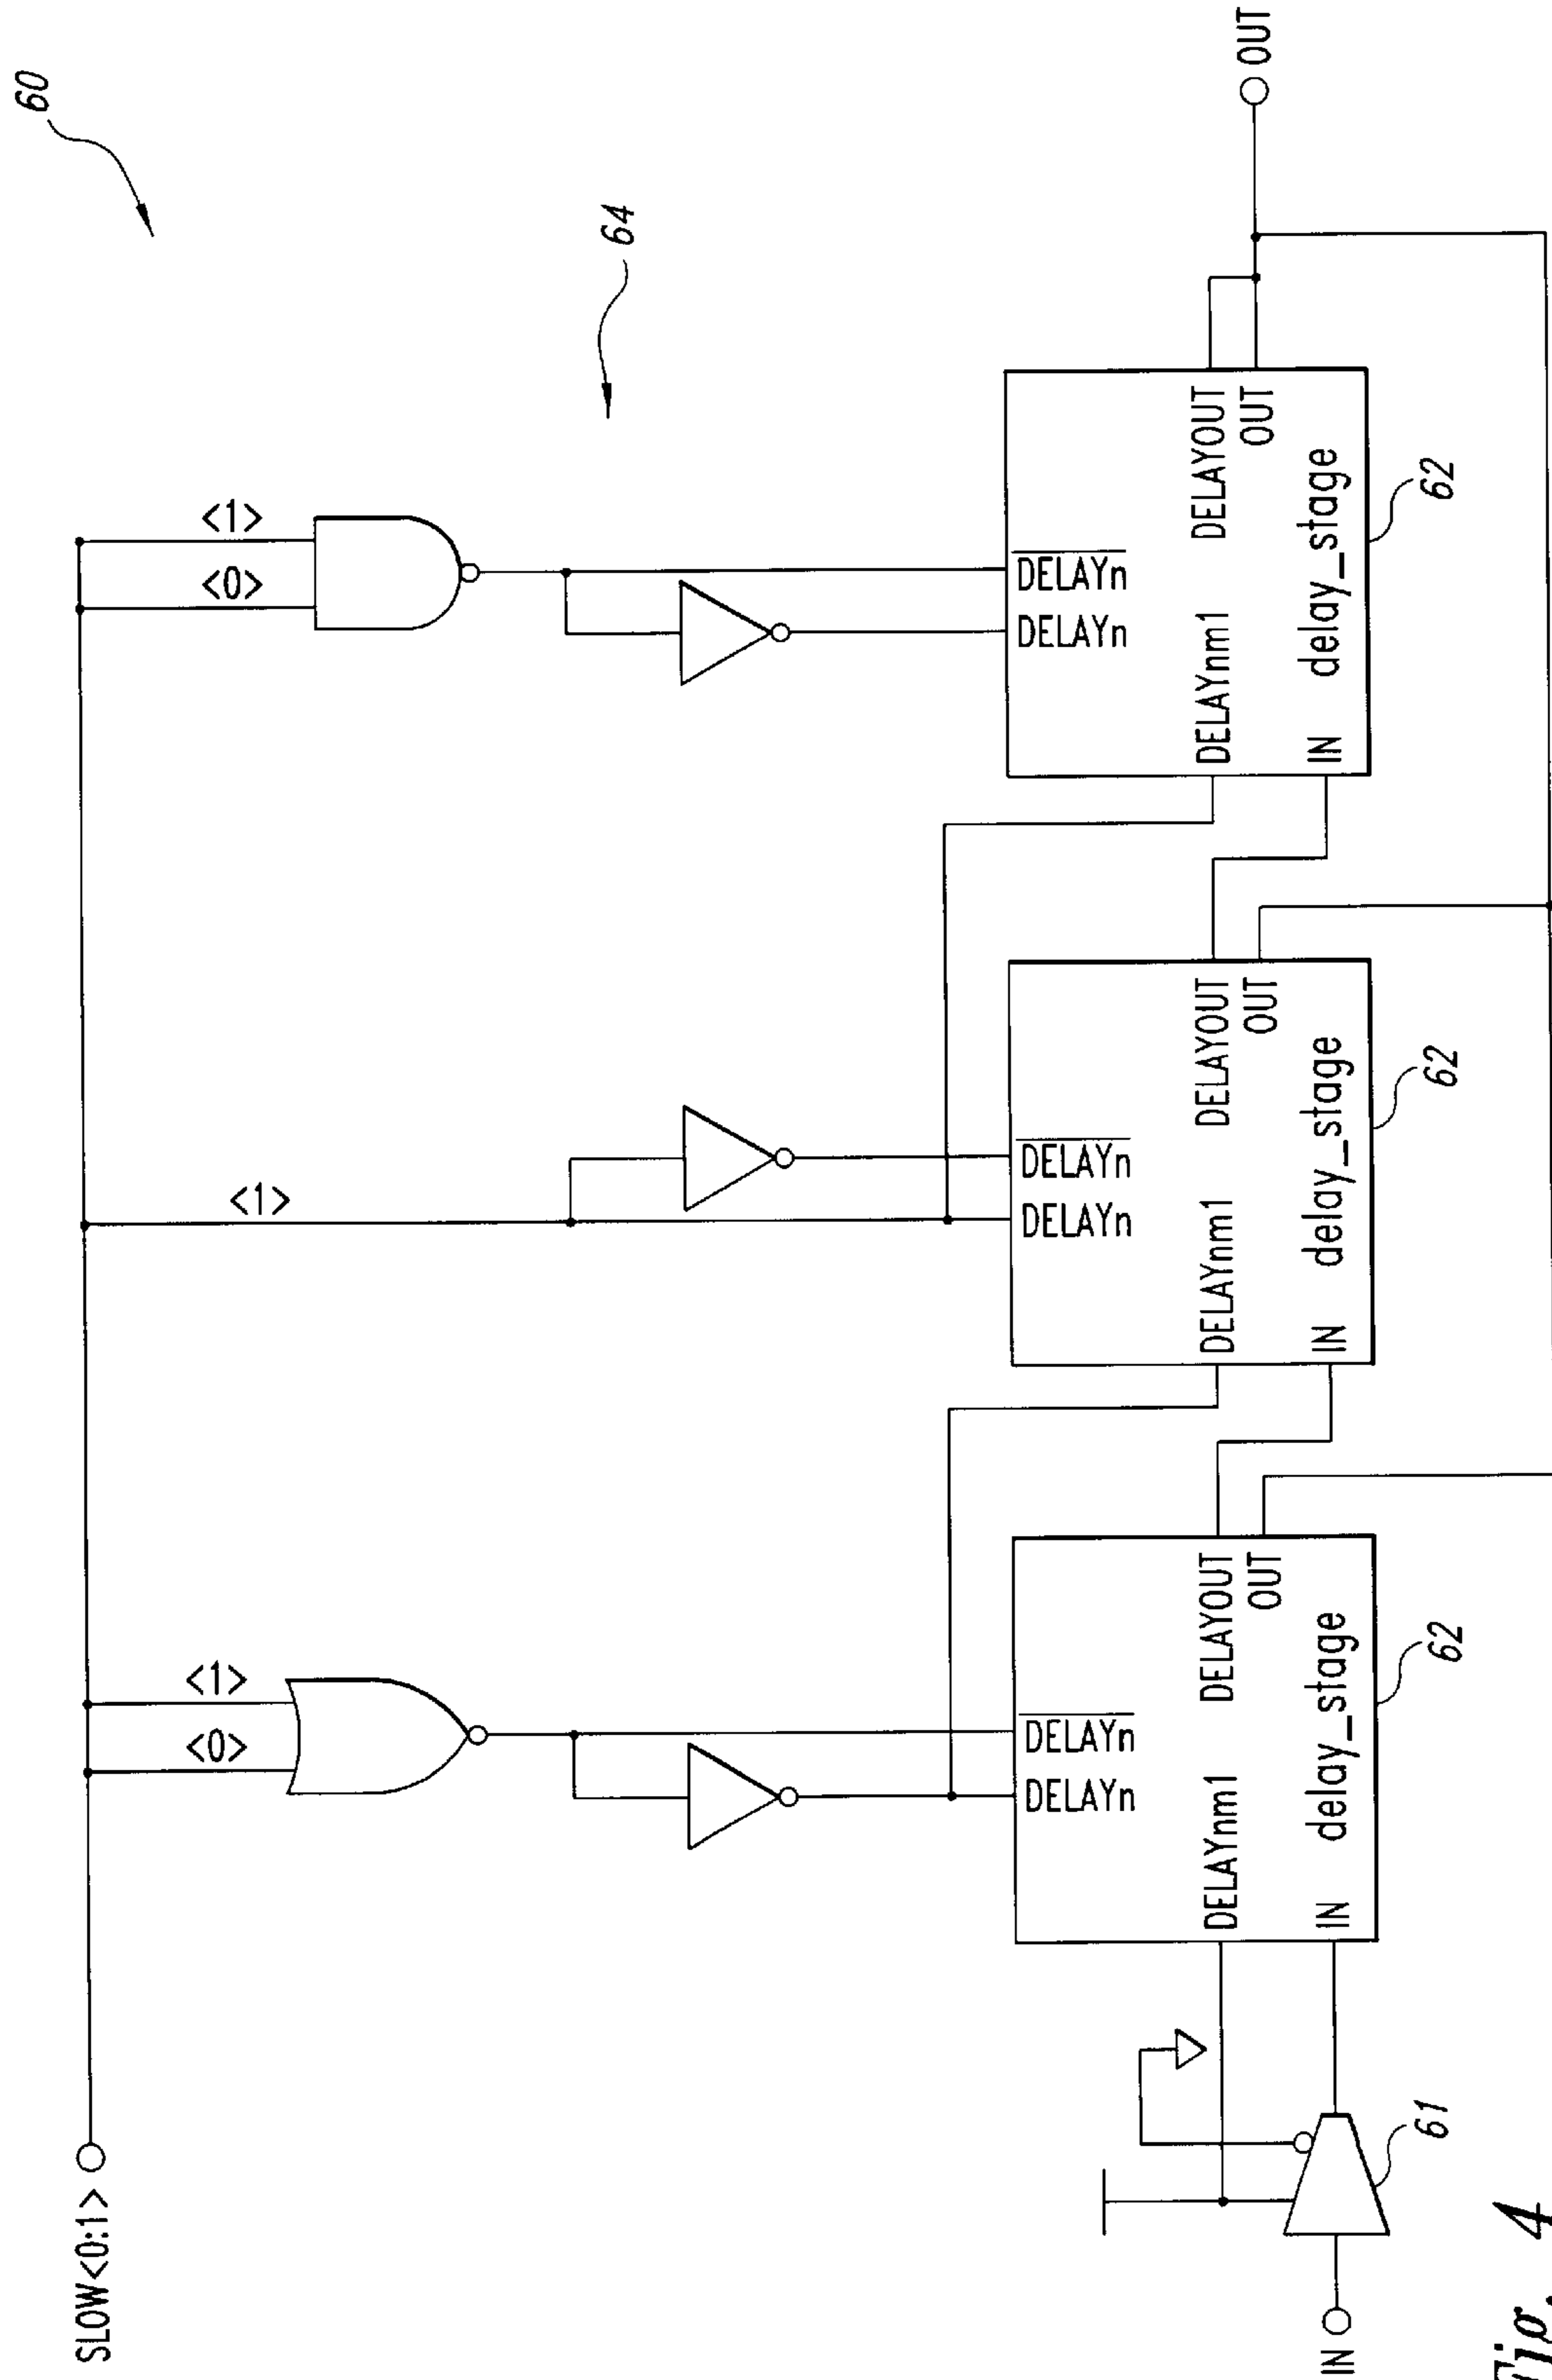 60
64
SLOW<0:1>
<0>
<1>
<1>
<0>
<1>
DELAYn
DELAYn
DELAYnm1
DELAYOUT
OUT
IN
delay_stage
62
DELAYn
DELAYn
DELAYnm1
DELAYOUT
OUT
IN
delay_stage
62
DELAYn
DELAYn
DELAYnm1
DELAYOUT
OUT
IN
delay_stage
62
OUT
IN
61
Fig. 4